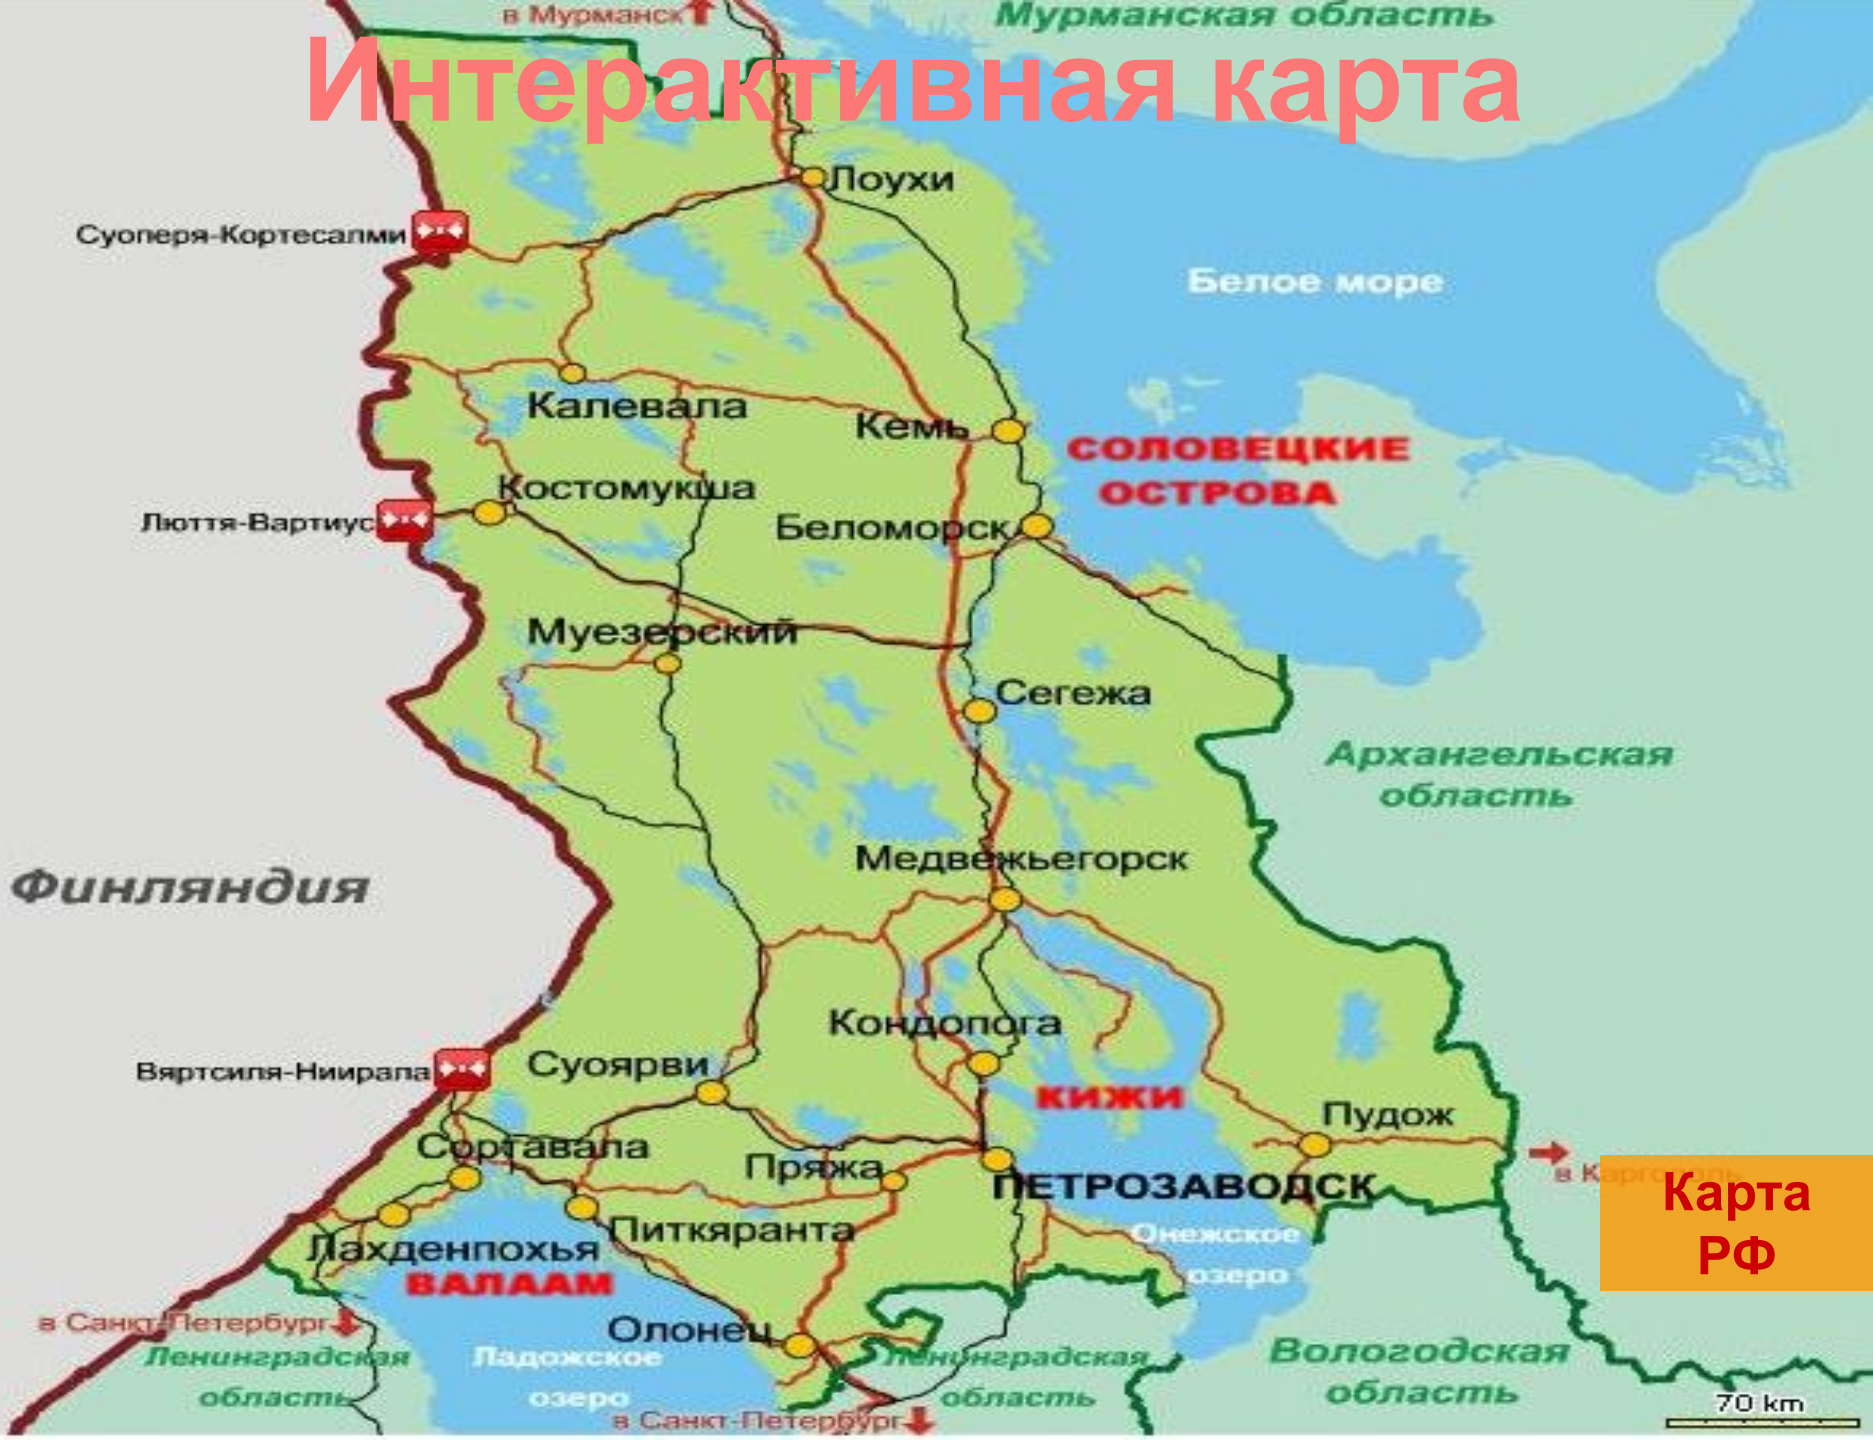 в Мурманск
Мурманская область
Интерактивная карта
Лоухи
Суоперя-Кортесалми
Белое море
Калевала
Кемь
СОЛОВЕЦКИЕ
ОСТРОВА
Костомукша
Люття-Вартиус
Беломорск
Муезерский
Сегежа
Архангельская
область
Медвежьегорск
Финляндия
Кондопога
Суоярви
Вяртсиля-Ниирала
КИЖИ
Пудож
Сортавала
Пряжа
ПЕТРОЗАВОДСК
в Каргополь
Карта
РФ
Питкяранта
Лахденпохья
ВАЛААМ
Онежское
озеро
в Санкт-Петербург
Олонец
Ленинградская
область
Ладожское
озеро
Ленинградская
область
Вологодская
область
в Санкт-Петербург
70 km